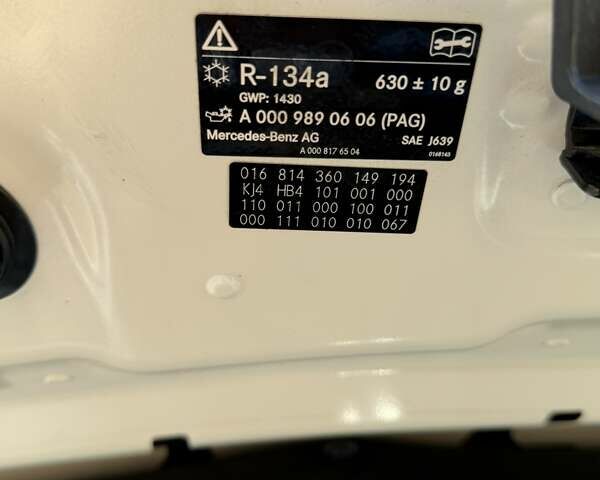 R-134a 630 ± 10 g
GWP: 1430
A 000 989 06 06 (PAG)
Mercedes-Benz AG SAE J639
A 000 817 65 04 0168143
016 814 360 149 194
KJ4 HB4 101 001 000
110 011 000 100 011
000 111 010 010 067